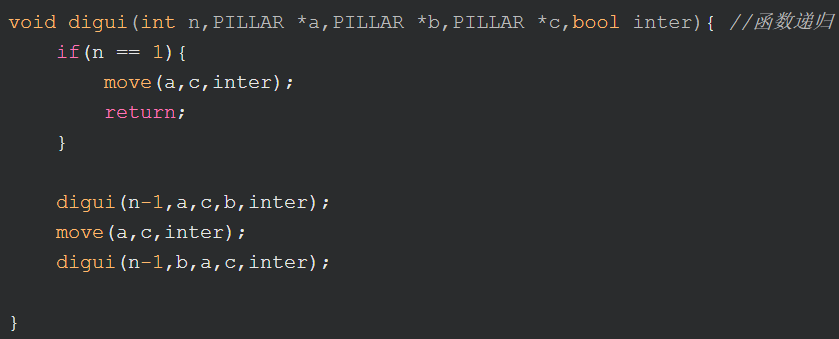 void digui(int n,PILLAR *a,PILLAR *b,PILLAR *c,bool inter){ //函数递归
    if(n == 1){
        move(a,c,inter);
        return;
    }

    digui(n-1,a,c,b,inter);
    move(a,c,inter);
    digui(n-1,b,a,c,inter);

}